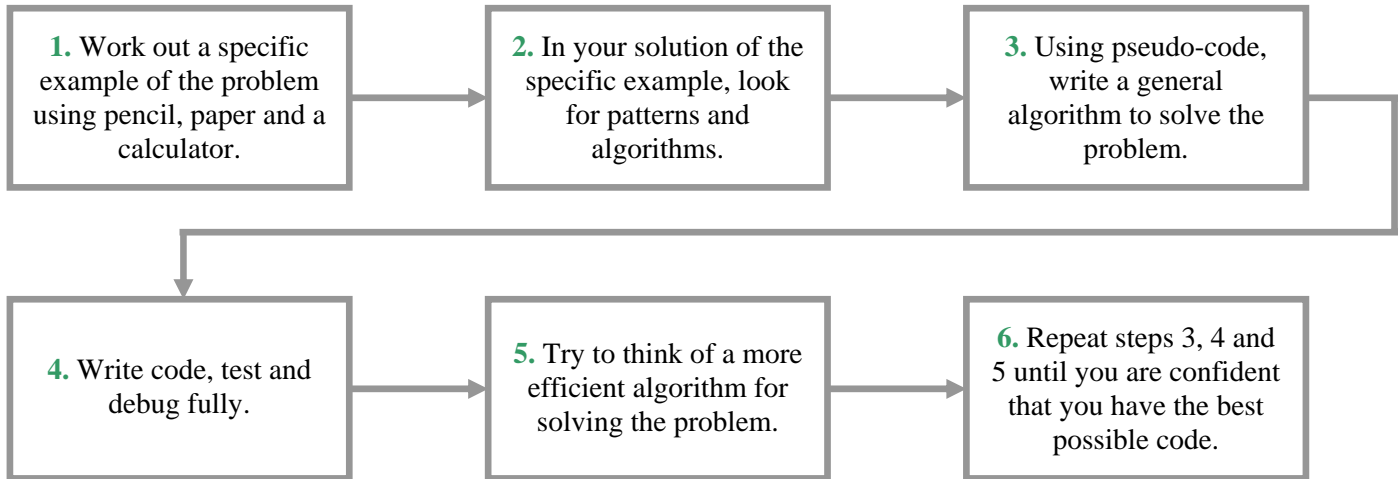 1. Work out a specific
example of the problem
using pencil, paper and a
calculator.
2. In your solution of the
specific example, look
for patterns and
algorithms.
3. Using pseudo-code,
write a general
algorithm to solve the
problem.
4. Write code, test and
debug fully.
5. Try to think of a more
efficient algorithm for
solving the problem.
6. Repeat steps 3, 4 and
5 until you are confident
that you have the best
possible code.